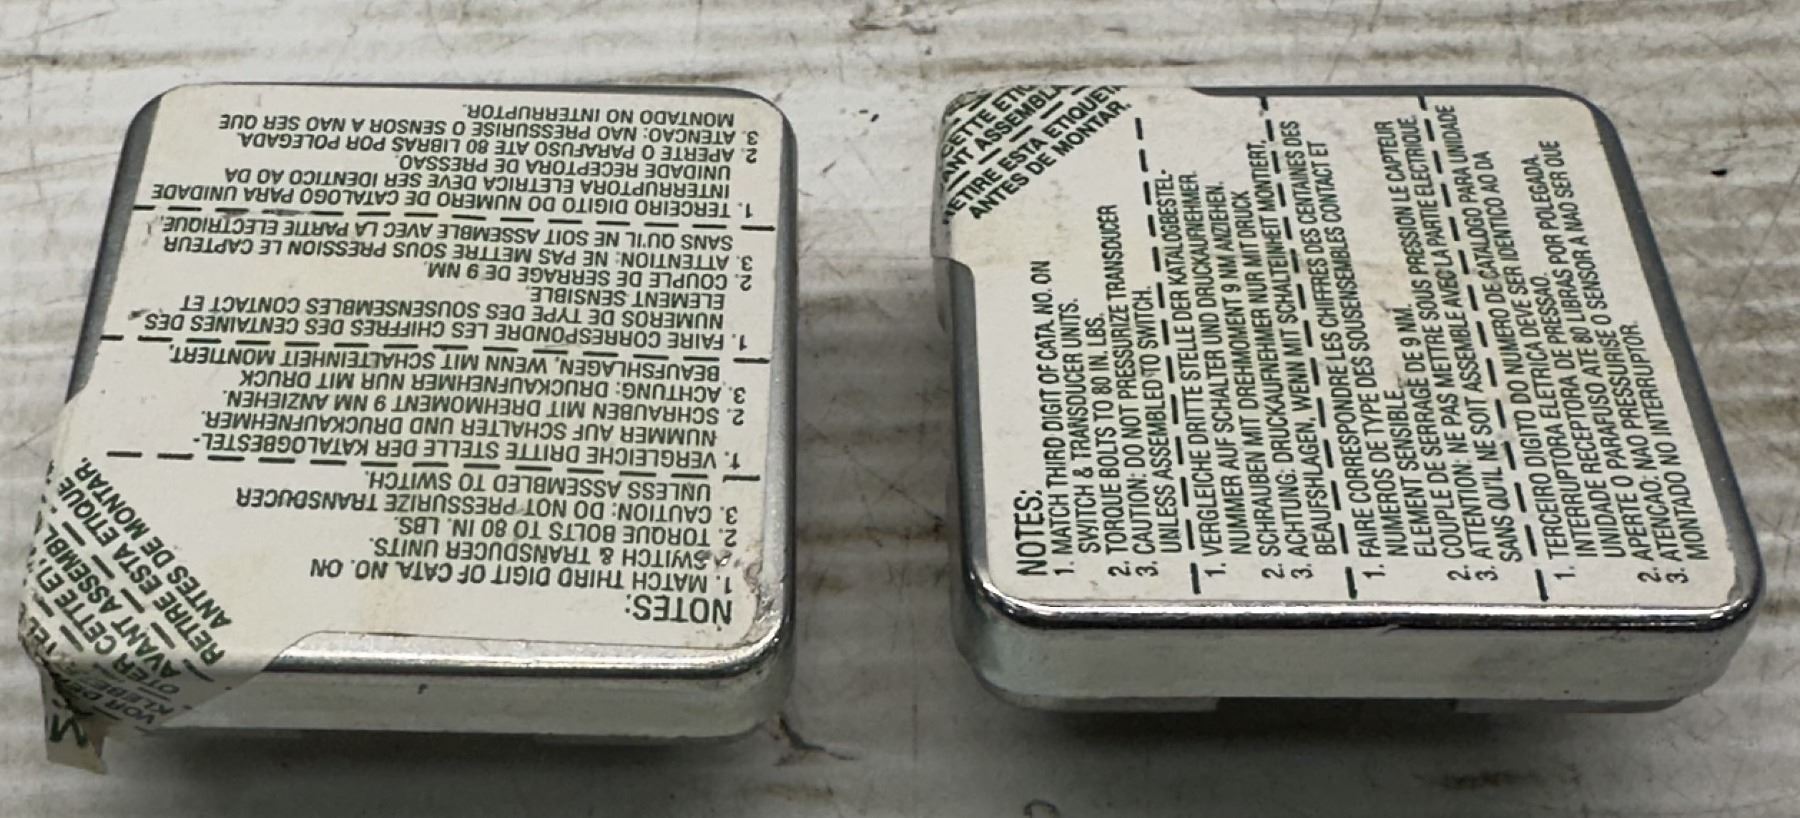 NOTES:
1. MATCH THIRD DIGIT OF CATA. NO. ON
SWITCH & TRANSDUCER UNITS.
2. TORQUE BOLTS TO 80 IN. LBS.
3. CAUTION: DO NOT PRESSURIZE TRANSDUCER
UNLESS ASSEMBLED TO SWITCH.
1. VERGLEICHE DRITTE STELLE DER KATALOGBESTEL-
NUMMER AUF SCHALTER UND DRUCKAUFNEHMER.
2. SCHRAUBEN MIT DREHMOMENT 9 NM ANZIEHEN.
3. ACHTUNG: DRUCKAUFNEHMER NUR MIT DRUCK
BEAUFSHLAGEN, WENN MIT SCHALTEINHEIT MONTIERT.
1. FAIRE CORRESPONDRE LES CHIFFRES DES CENTAINES DES
NUMEROS DE TYPE DES SOUSENSEMBLES CONTACT ET
ELEMENT SENSIBLE.
2. COUPLE DE SERRAGE DE 9 NM.
3. ATTENTION: NE PAS METTRE SOUS PRESSION LE CAPTEUR
SANS QU'IL NE SOIT ASSEMBLE AVEC LA PARTIE ELECTRIQUE.
1. TERCEIRO DIGITO DO NUMERO DE CATALOGO PARA UNIDADE
INTERRUPTORA ELETRICA DEVE SER IDENTICO AO DA
UNIDADE RECEPTORA DE PRESSAO.
2. APERTE O PARAFUSO ATE 80 LIBRAS POR POLEGADA.
3. ATENCAO: NAO PRESSURISE O SENSOR A NAO SER QUE
MONTADO NO INTERRUPTOR.
VOR DE
KLEBE
OTER CETTE ETI
AVANT ASSEMBL
RETIRE ESTA ETIQUE
ANTES DE MONTAR.
CETTE ETIQ
ANT ASSEMBLA
RETIRE ESTA ETIQUETA
ANTES DE MONTAR.
NOTES:
1. MATCH THIRD DIGIT OF CATA. NO. ON
SWITCH & TRANSDUCER UNITS.
2. TORQUE BOLTS TO 80 IN. LBS.
3. CAUTION: DO NOT PRESSURIZE TRANSDUCER
UNLESS ASSEMBLED TO SWITCH.
1. VERGLEICHE DRITTE STELLE DER KATALOGBESTEL-
NUMMER AUF SCHALTER UND DRUCKAUFNEHMER.
2. SCHRAUBEN MIT DREHMOMENT 9 NM ANZIEHEN.
3. ACHTUNG: DRUCKAUFNEHMER NUR MIT DRUCK
BEAUFSHLAGEN, WENN MIT SCHALTEINHEIT MONTIERT.
1. FAIRE CORRESPONDRE LES CHIFFRES DES CENTAINES DES
NUMEROS DE TYPE DES SOUSENSEMBLES CONTACT ET
ELEMENT SENSIBLE.
2. COUPLE DE SERRAGE DE 9 NM.
3. ATTENTION: NE PAS METTRE SOUS PRESSION LE CAPTEUR
SANS QU'IL NE SOIT ASSEMBLE AVEC LA PARTIE ELECTRIQUE.
1. TERCEIRO DIGITO DO NUMERO DE CATALOGO PARA UNIDADE
INTERRUPTORA ELETRICA DEVE SER IDENTICO AO DA
UNIDADE RECEPTORA DE PRESSAO.
2. APERTE O PARAFUSO ATE 80 LIBRAS POR POLEGADA.
3. ATENCAO: NAO PRESSURISE O SENSOR A NAO SER QUE
MONTADO NO INTERRUPTOR.